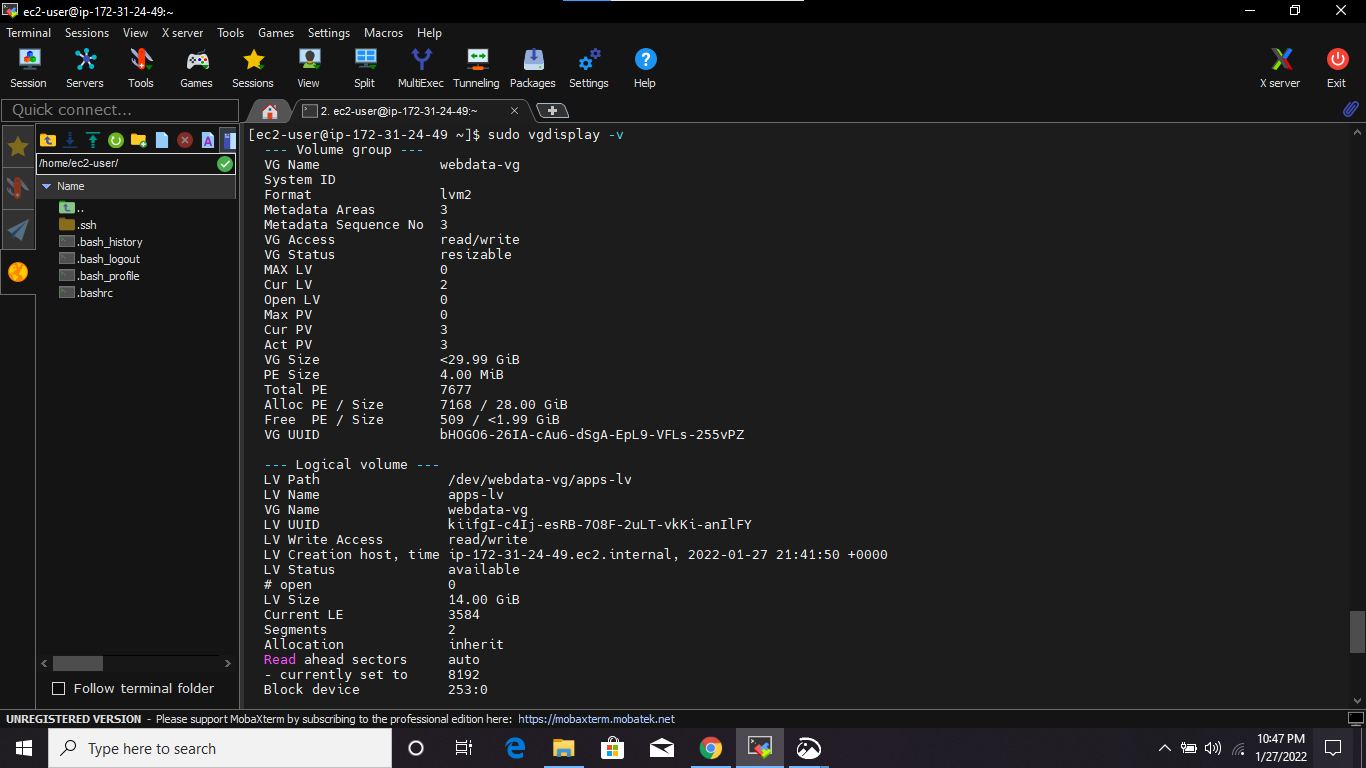 ec2-user@ip-172-31-24-49:~
Terminal Sessions View X server Tools Games Settings Macros Help
Session Servers Tools Games Sessions View Split MultiExec Tunneling Packages Settings Help X server Exit
Quick connect...
2. ec2-user@ip-172-31-24-49:~
/home/ec2-user/
Name
..
.ssh
.bash_history
.bash_logout
.bash_profile
.bashrc
Follow terminal folder
[ec2-user@ip-172-31-24-49 ~]$ sudo vgdisplay -v
--- Volume group ---
VG Name webdata-vg
System ID
Format lvm2
Metadata Areas 3
Metadata Sequence No 3
VG Access read/write
VG Status resizable
MAX LV 0
Cur LV 2
Open LV 0
Max PV 0
Cur PV 3
Act PV 3
VG Size <29.99 GiB
PE Size 4.00 MiB
Total PE 7677
Alloc PE / Size 7168 / 28.00 GiB
Free PE / Size 509 / <1.99 GiB
VG UUID bHOGO6-26IA-cAu6-dSgA-EpL9-VFLs-255vPZ
--- Logical volume ---
LV Path /dev/webdata-vg/apps-lv
LV Name apps-lv
VG Name webdata-vg
LV UUID kiifgI-c4Ij-esRB-7O8F-2uLT-vkKi-anIlFY
LV Write Access read/write
LV Creation host, time ip-172-31-24-49.ec2.internal, 2022-01-27 21:41:50 +0000
LV Status available
# open 0
LV Size 14.00 GiB
Current LE 3584
Segments 2
Allocation inherit
Read ahead sectors auto
- currently set to 8192
Block device 253:0
UNREGISTERED VERSION - Please support MobaXterm by subscribing to the professional edition here: https://mobaxterm.mobatek.net
Type here to search
10:47 PM
1/27/2022